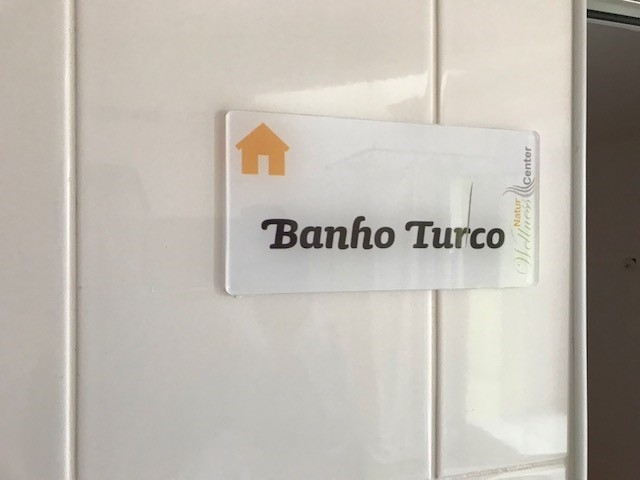 Banho Turco
Natur
Wellness
Center